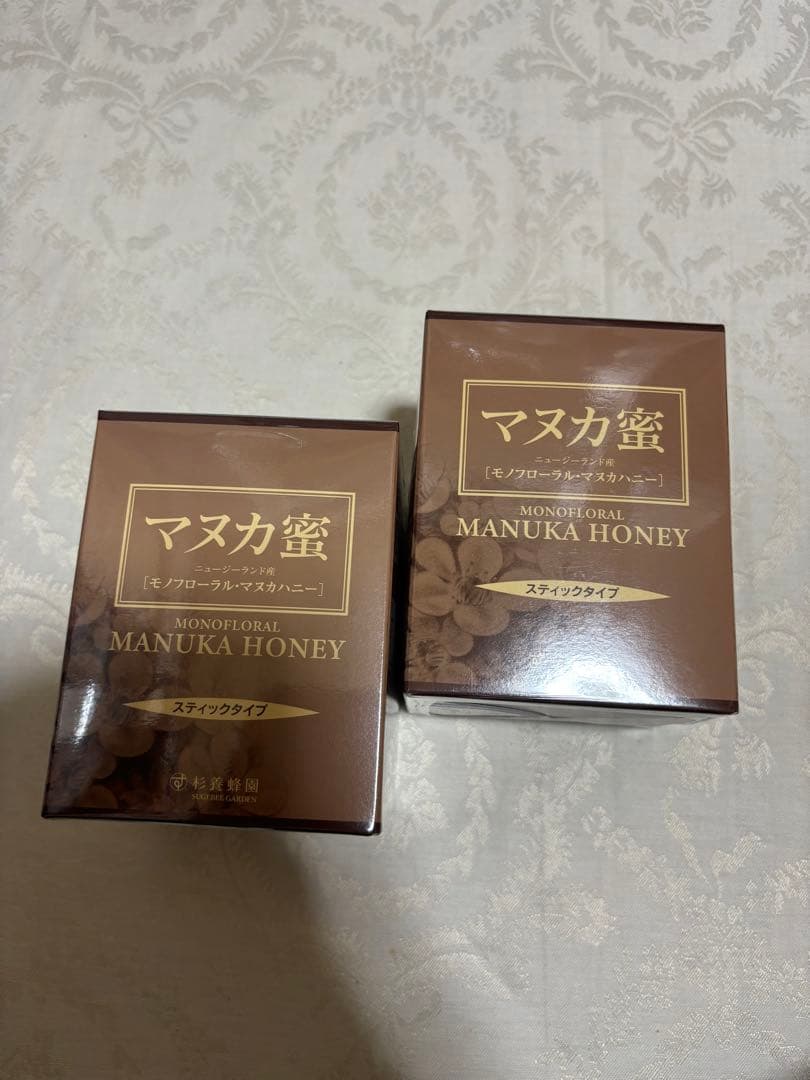 マヌカ蜜
ニュージーランド産
［モノフローラル・マヌカハニー］
MONOFLORAL
MANUKA HONEY
スティックタイプ
す 杉養蜂園
SUGI BEE GARDEN
マヌカ蜜
ニュージーランド産
［モノフローラル・マヌカハニー］
MONOFLORAL
MANUKA HONEY
スティックタイプ